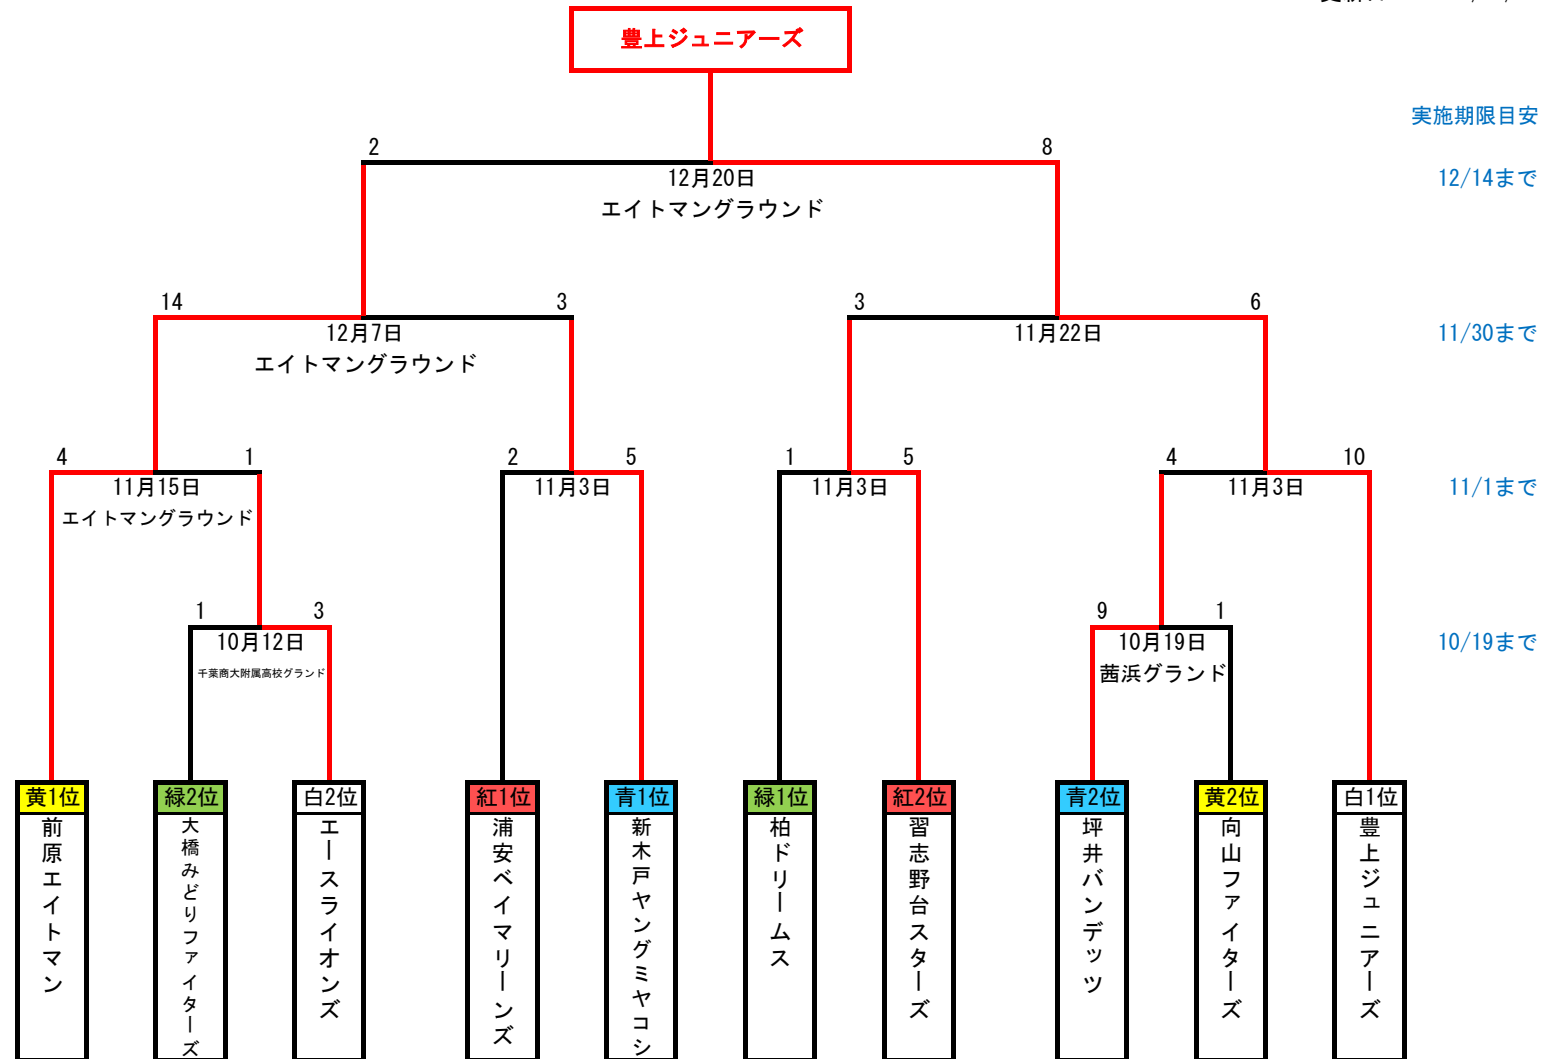 豊上ジュニアーズ
実施期限目安
2
8
12月20日
12/14まで
エイトマングラウンド
14
3
3
6
12月7日
11月22日
11/30まで
エイトマングラウンド
4
1
2
5
1
5
4
10
11月15日
11月3日
11月3日
11月3日
11/1まで
エイトマングラウンド
1
3
9
1
10月12日
10月19日
10/19まで
千葉商大附属高校グランド
茜浜グランド
黄1位
緑2位
白2位
紅1位
青1位
緑1位
紅2位
青2位
黄2位
白1位
前原エイトマン
大橋みどりファイターズ
エースライオンズ
浦安ベイマリーンズ
新木戸ヤングミヤコシ
柏ドリームス
習志野台スターズ
坪井バンデッツ
向山ファイターズ
豊上ジュニアーズ